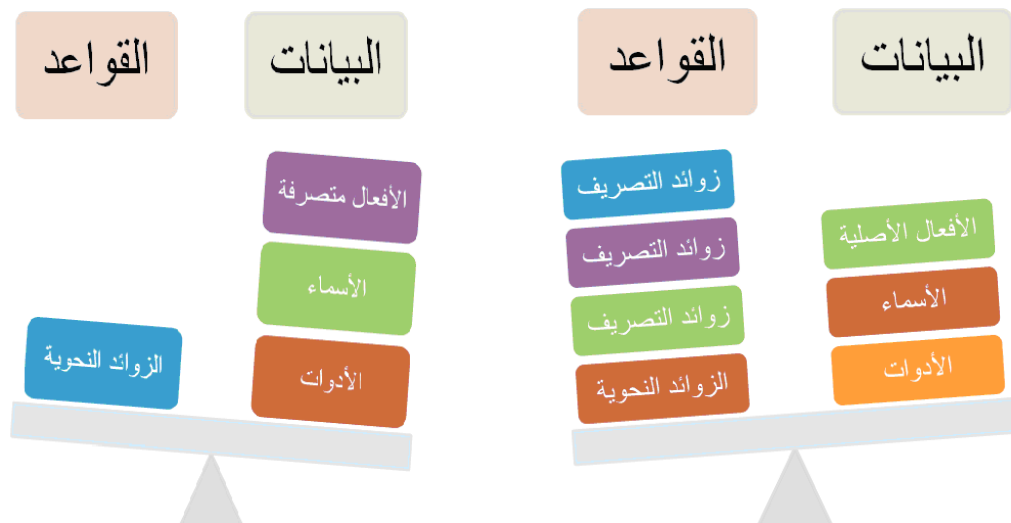 البيانات
القواعد
زوائد التصريف
زوائد التصريف
زوائد التصريف
الزوائد النحوية
الأفعال الأصلية
الأسماء
الأدوات
البيانات
القواعد
الأفعال متصرفة
الأسماء
الأدوات
الزوائد النحوية